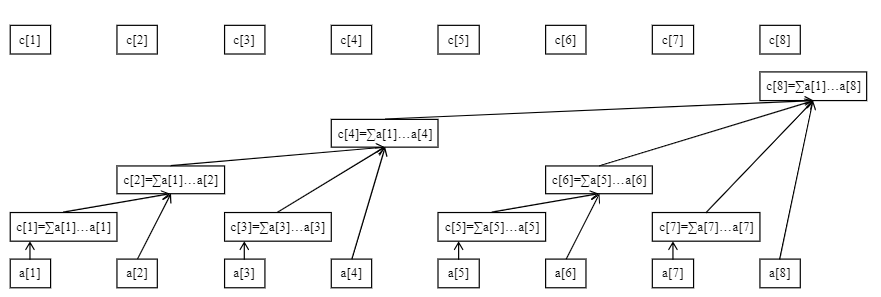 c[1] c[2] c[3] c[4] c[5] c[6] c[7] c[8]
c[8]=∑a[1]…a[8]
c[4]=∑a[1]…a[4]
c[2]=∑a[1]…a[2] c[6]=∑a[5]…a[6]
c[1]=∑a[1]…a[1] c[3]=∑a[3]…a[3] c[5]=∑a[5]…a[5] c[7]=∑a[7]…a[7]
a[1] a[2] a[3] a[4] a[5] a[6] a[7] a[8]